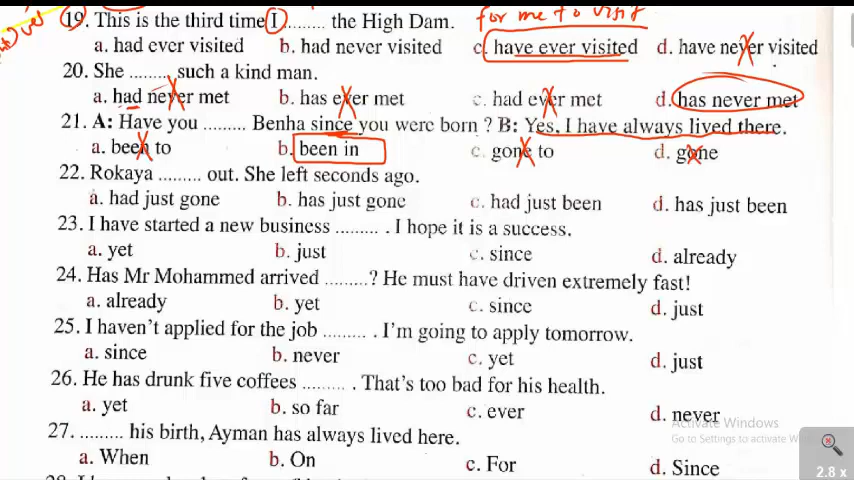 for me to visit
19. This is the third time I ........ the High Dam.
a. had ever visited b. had never visited c. have ever visited d. have never visited
20. She ........ such a kind man.
a. had never met b. has ever met c. had ever met d. has never met
21. A: Have you ......... Benha since you were born ? B: Yes, I have always lived there.
a. been to b. been in c. gone to d. gone
22. Rokaya ......... out. She left seconds ago.
a. had just gone b. has just gone c. had just been d. has just been
23. I have started a new business ......... . I hope it is a success.
a. yet b. just c. since d. already
24. Has Mr Mohammed arrived .........? He must have driven extremely fast!
a. already b. yet c. since d. just
25. I haven't applied for the job ......... . I'm going to apply tomorrow.
a. since b. never c. yet d. just
26. He has drunk five coffees ......... . That's too bad for his health.
a. yet b. so far c. ever d. never
Activate Windows
Go to Settings to activate
27. ......... his birth, Ayman has always lived here.
a. When b. On c. For d. Since
2.8 x